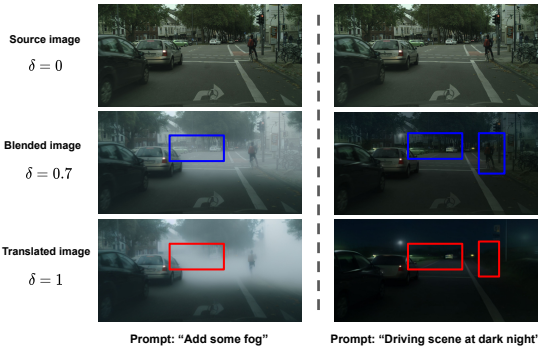 Source image
δ = 0
Blended image
δ = 0.7
Translated image
δ = 1
Prompt: "Add some fog"
Prompt: "Driving scene at dark night"